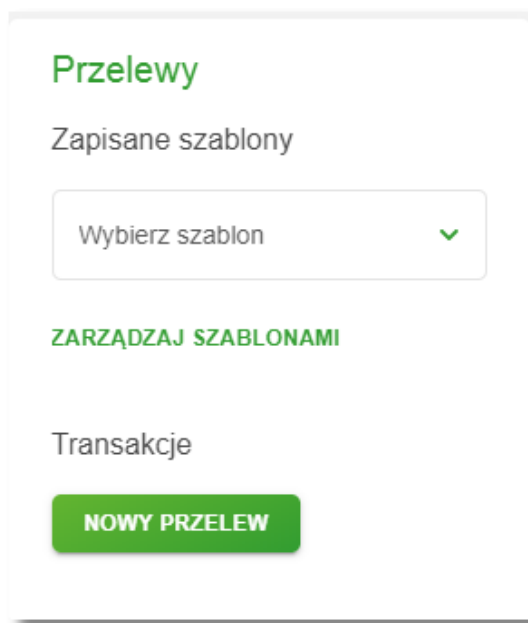 Przelewy
Zapisane szablony
Wybierz szablon
ZARZĄDZAJ SZABLONAMI
Transakcje
NOWY PRZELEW